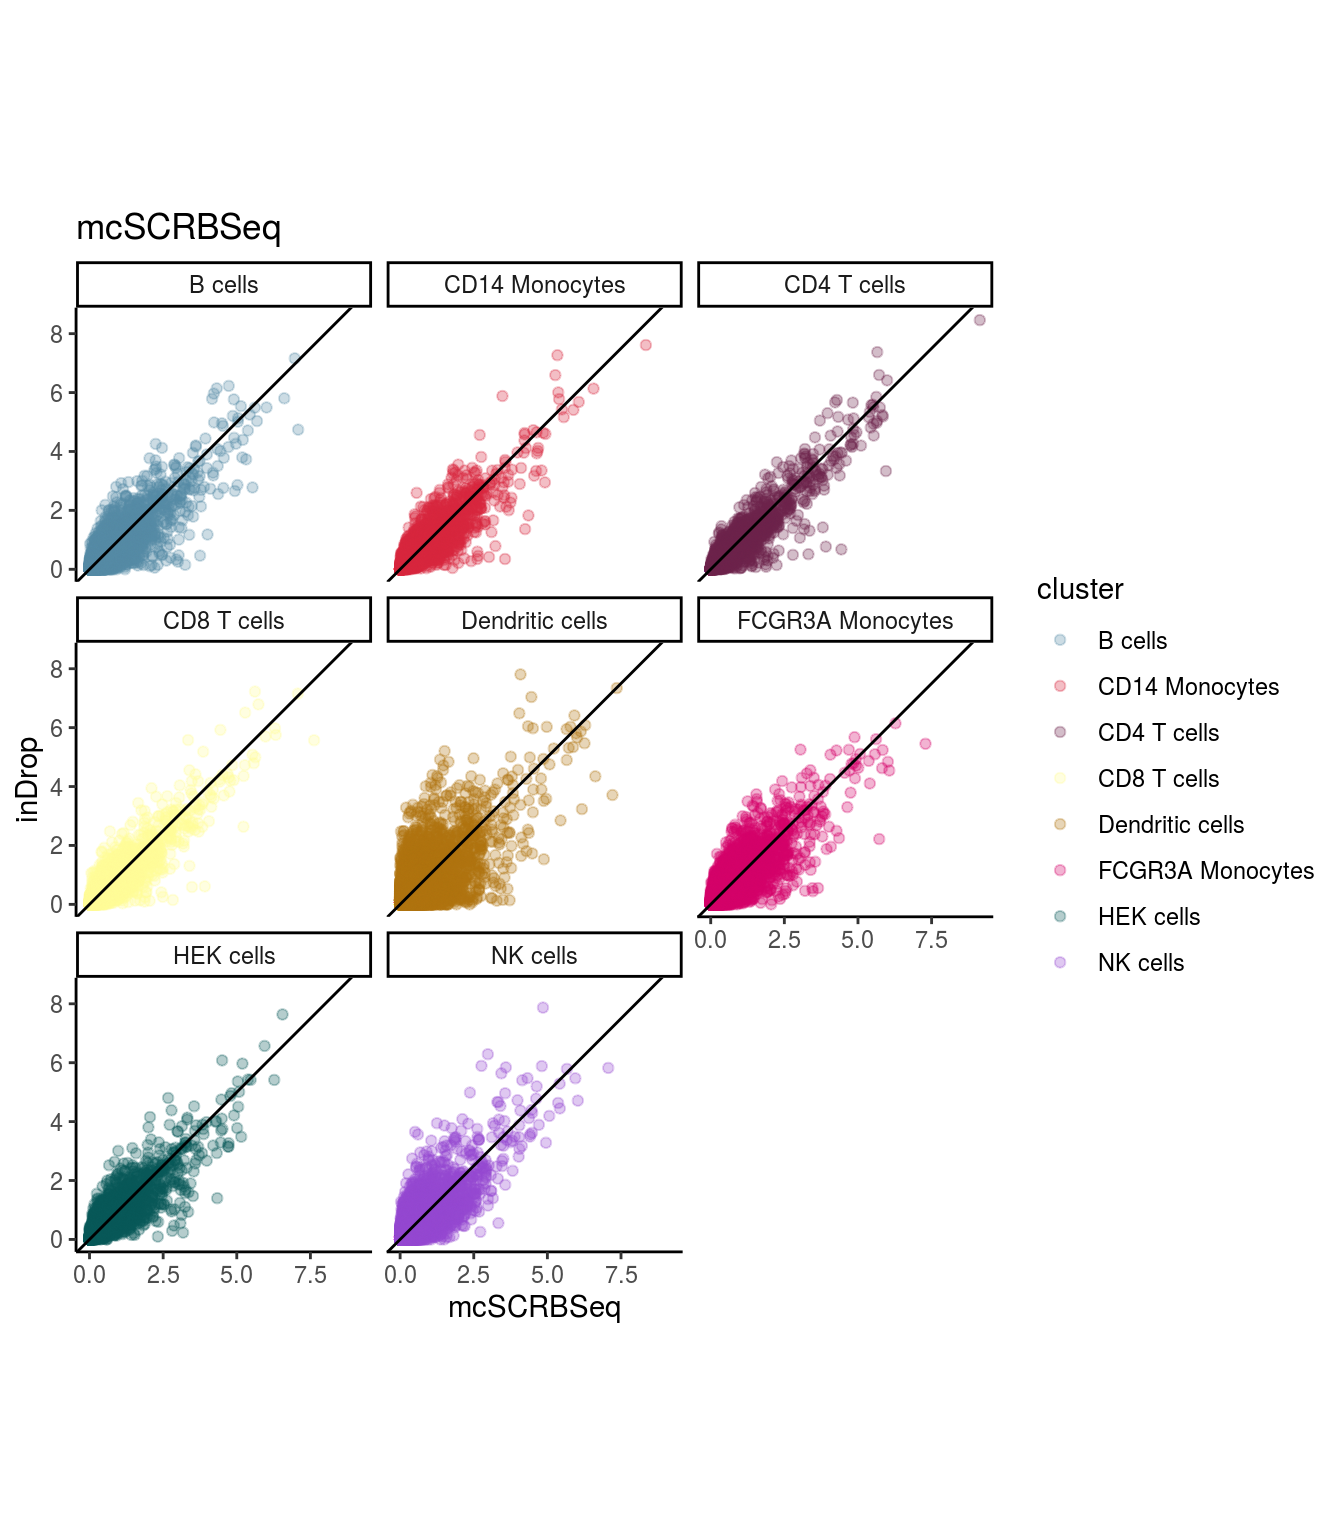 mcSCRBSeq
B cells
CD14 Monocytes
CD4 T cells
8
6
4
2
0
CD8 T cells
Dendritic cells
FCGR3A Monocytes
8
6
4
2
0
0.0 2.5 5.0 7.5
HEK cells
NK cells
8
6
4
2
0
0.0 2.5 5.0 7.5
0.0 2.5 5.0 7.5
inDrop
mcSCRBSeq
cluster
B cells
CD14 Monocytes
CD4 T cells
CD8 T cells
Dendritic cells
FCGR3A Monocytes
HEK cells
NK cells